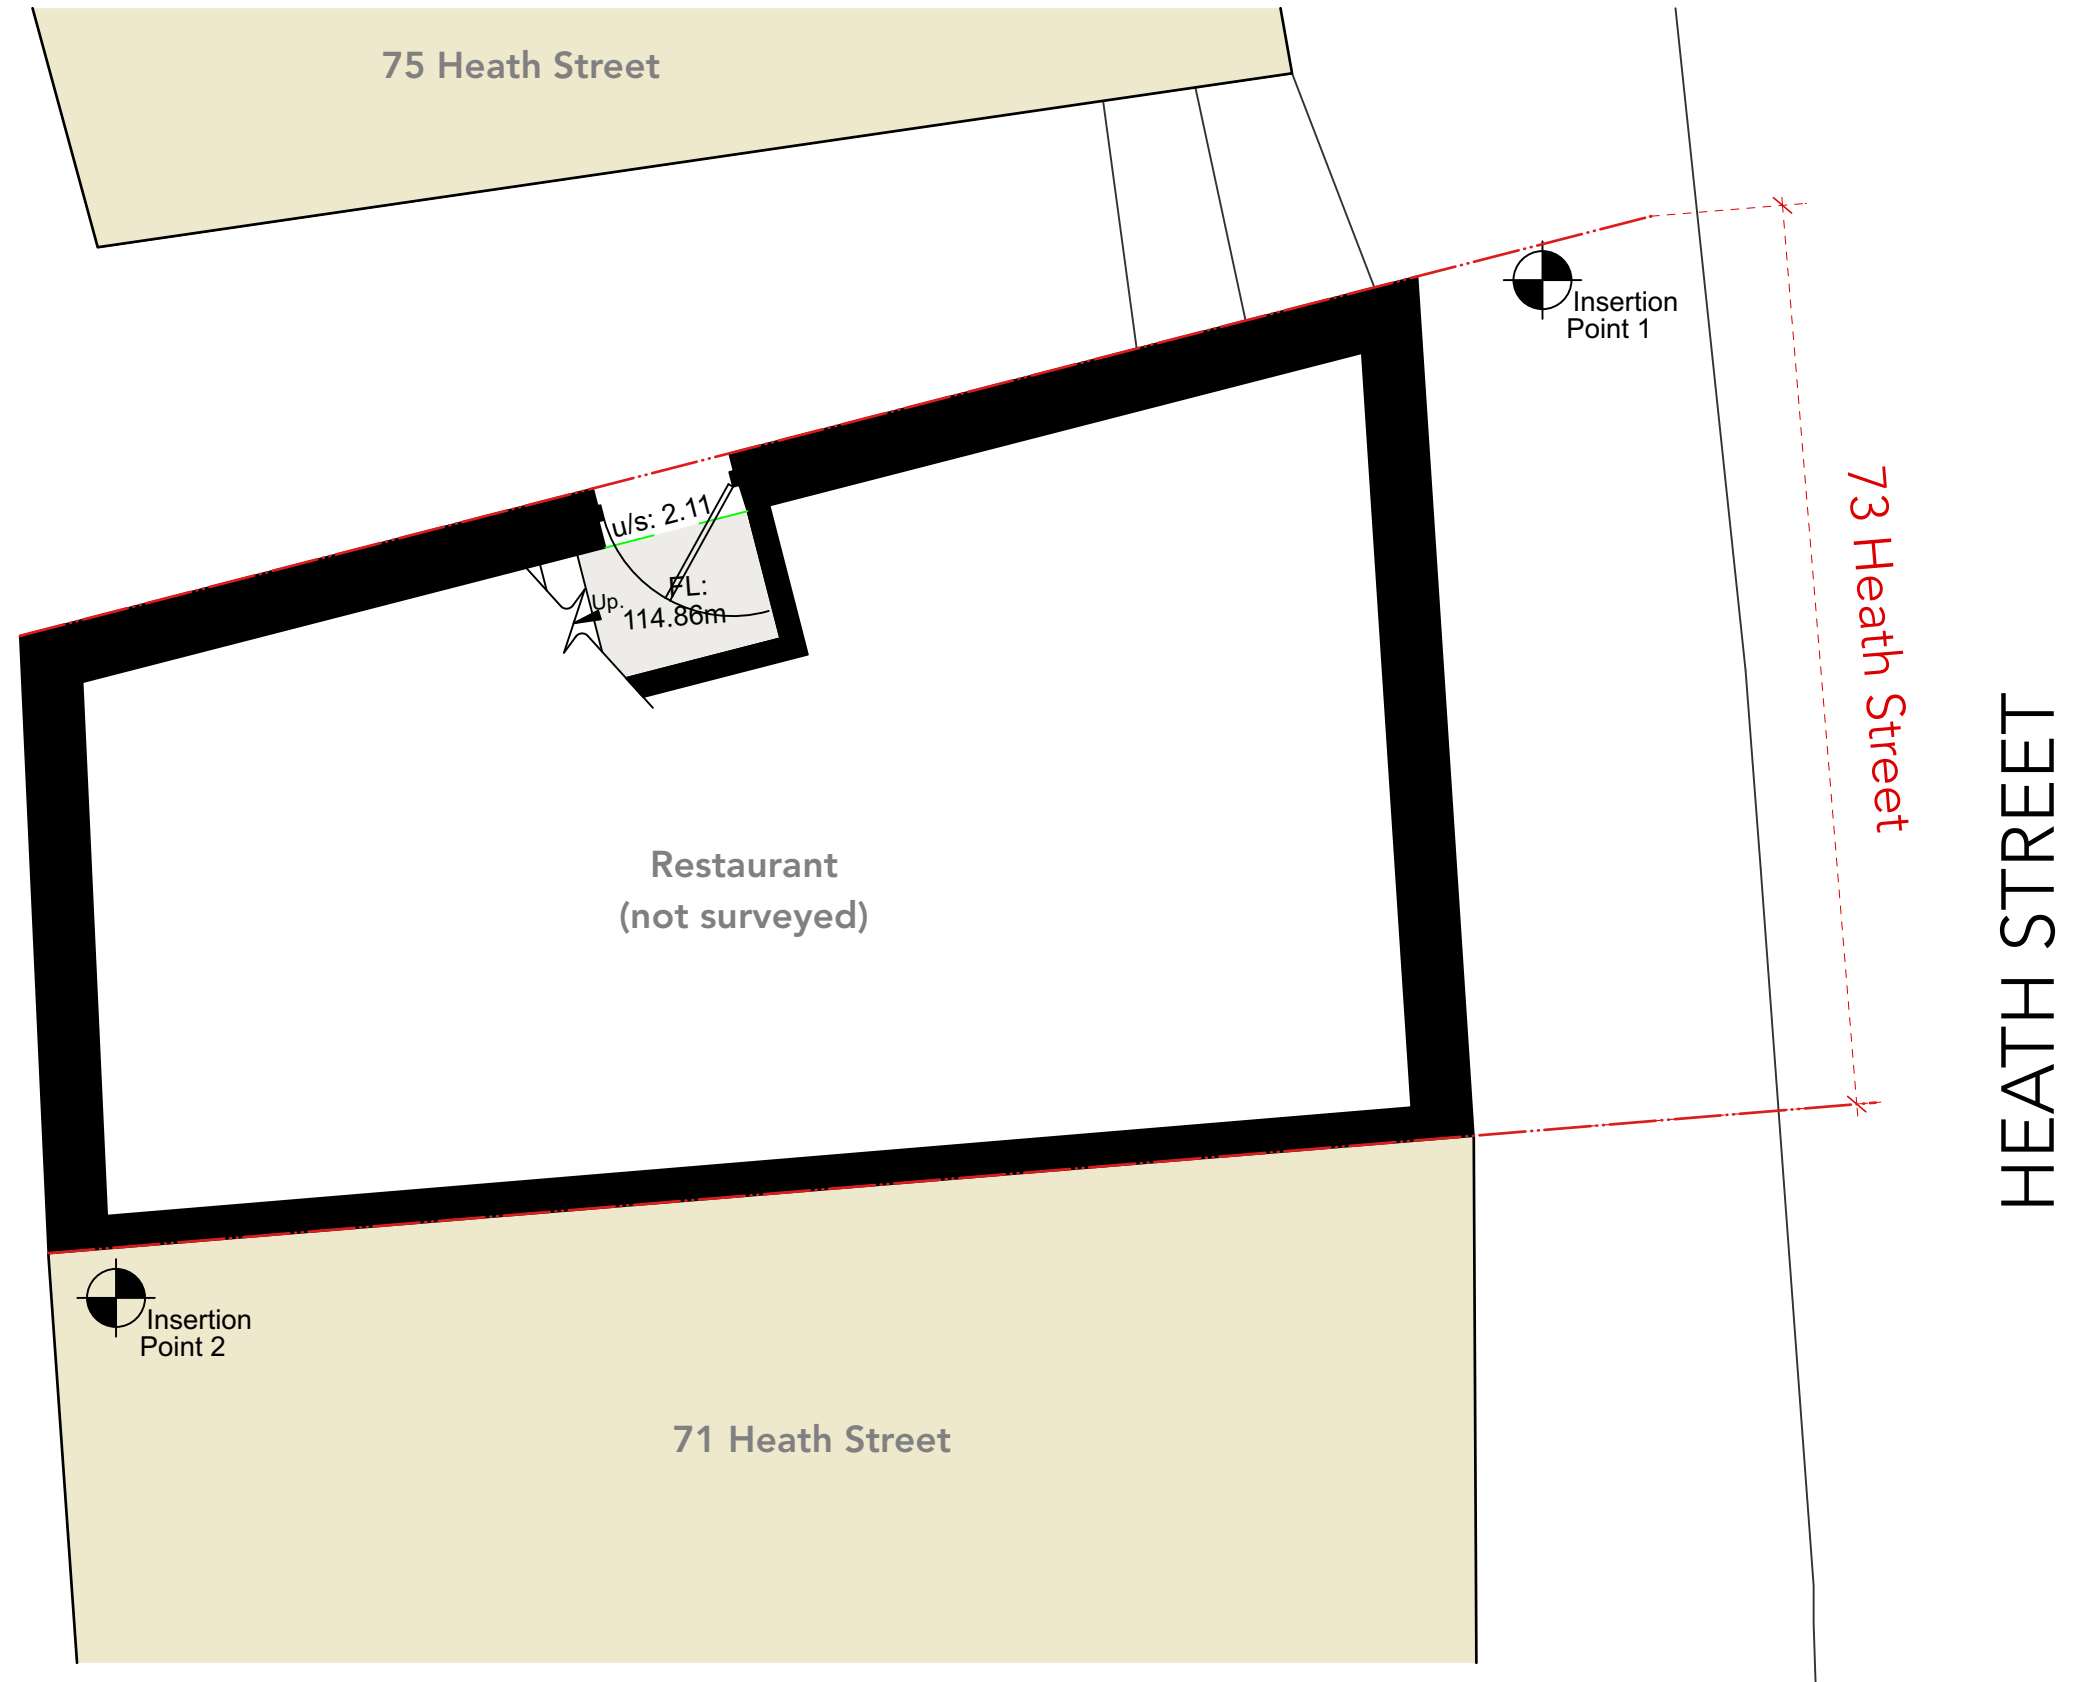 75 Heath Street
Insertion
Point 1
u/s: 2.11
FL:
114.86m
Up.
73 Heath Street
HEATH STREET
Restaurant
(not surveyed)
Insertion
Point 2
71 Heath Street